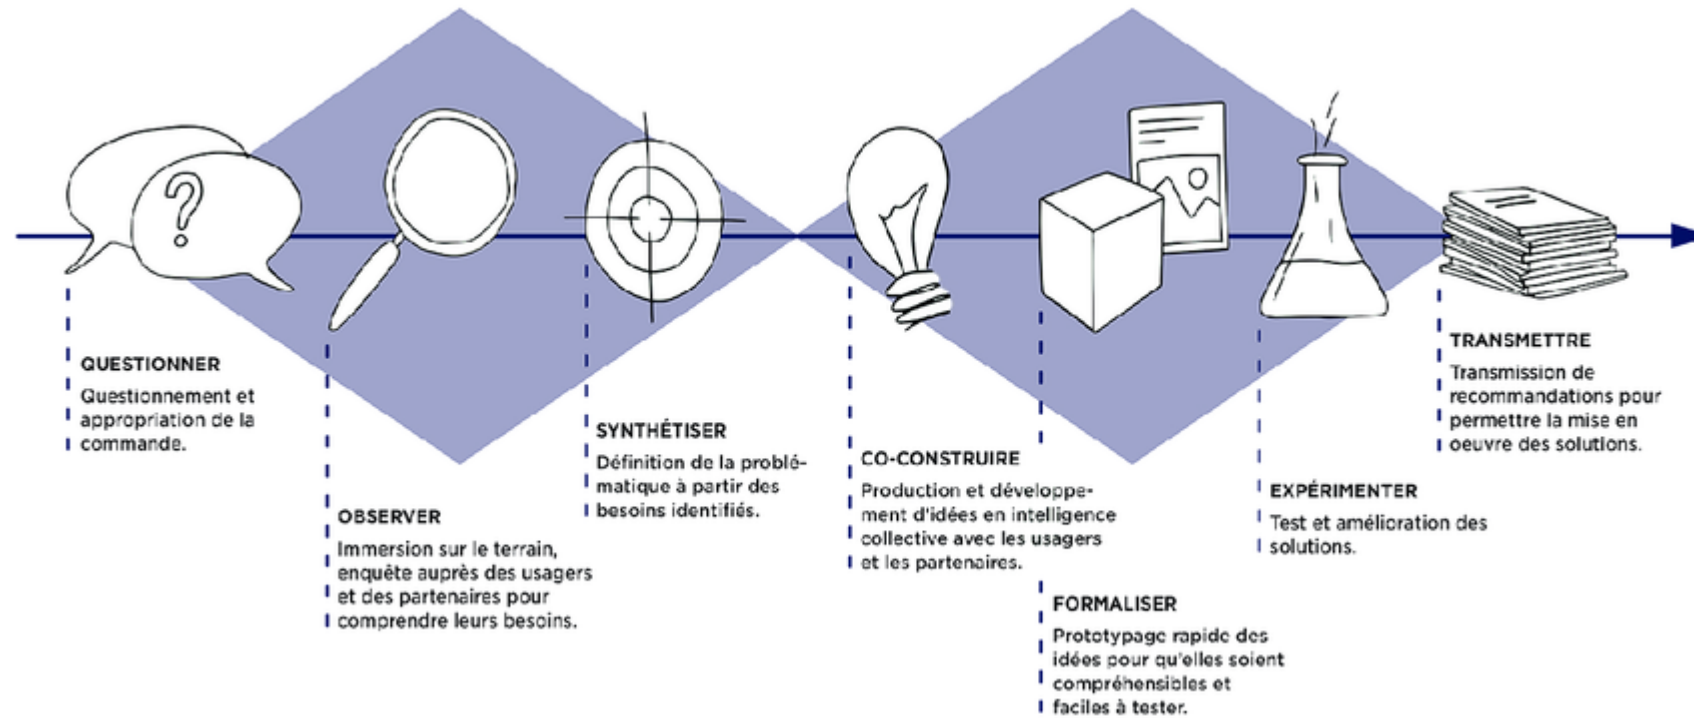 QUESTIONNER
Questionnement et
appropriation de la
commande.
OBSERVER
Immersion sur le terrain,
enquête auprès des usagers
et des partenaires pour
comprendre leurs besoins.
SYNTHÉTISER
Définition de la problé-
matique à partir des
besoins identifiés.
CO-CONSTRUIRE
Production et développe-
ment d'idées en intelligence
collective avec les usagers
et les partenaires.
FORMALISER
Prototypage rapide des
idées pour qu'elles soient
compréhensibles et
faciles à tester.
EXPÉRIMENTER
Test et amélioration des
solutions.
TRANSMETTRE
Transmission de
recommandations pour
permettre la mise en
oeuvre des solutions.
?